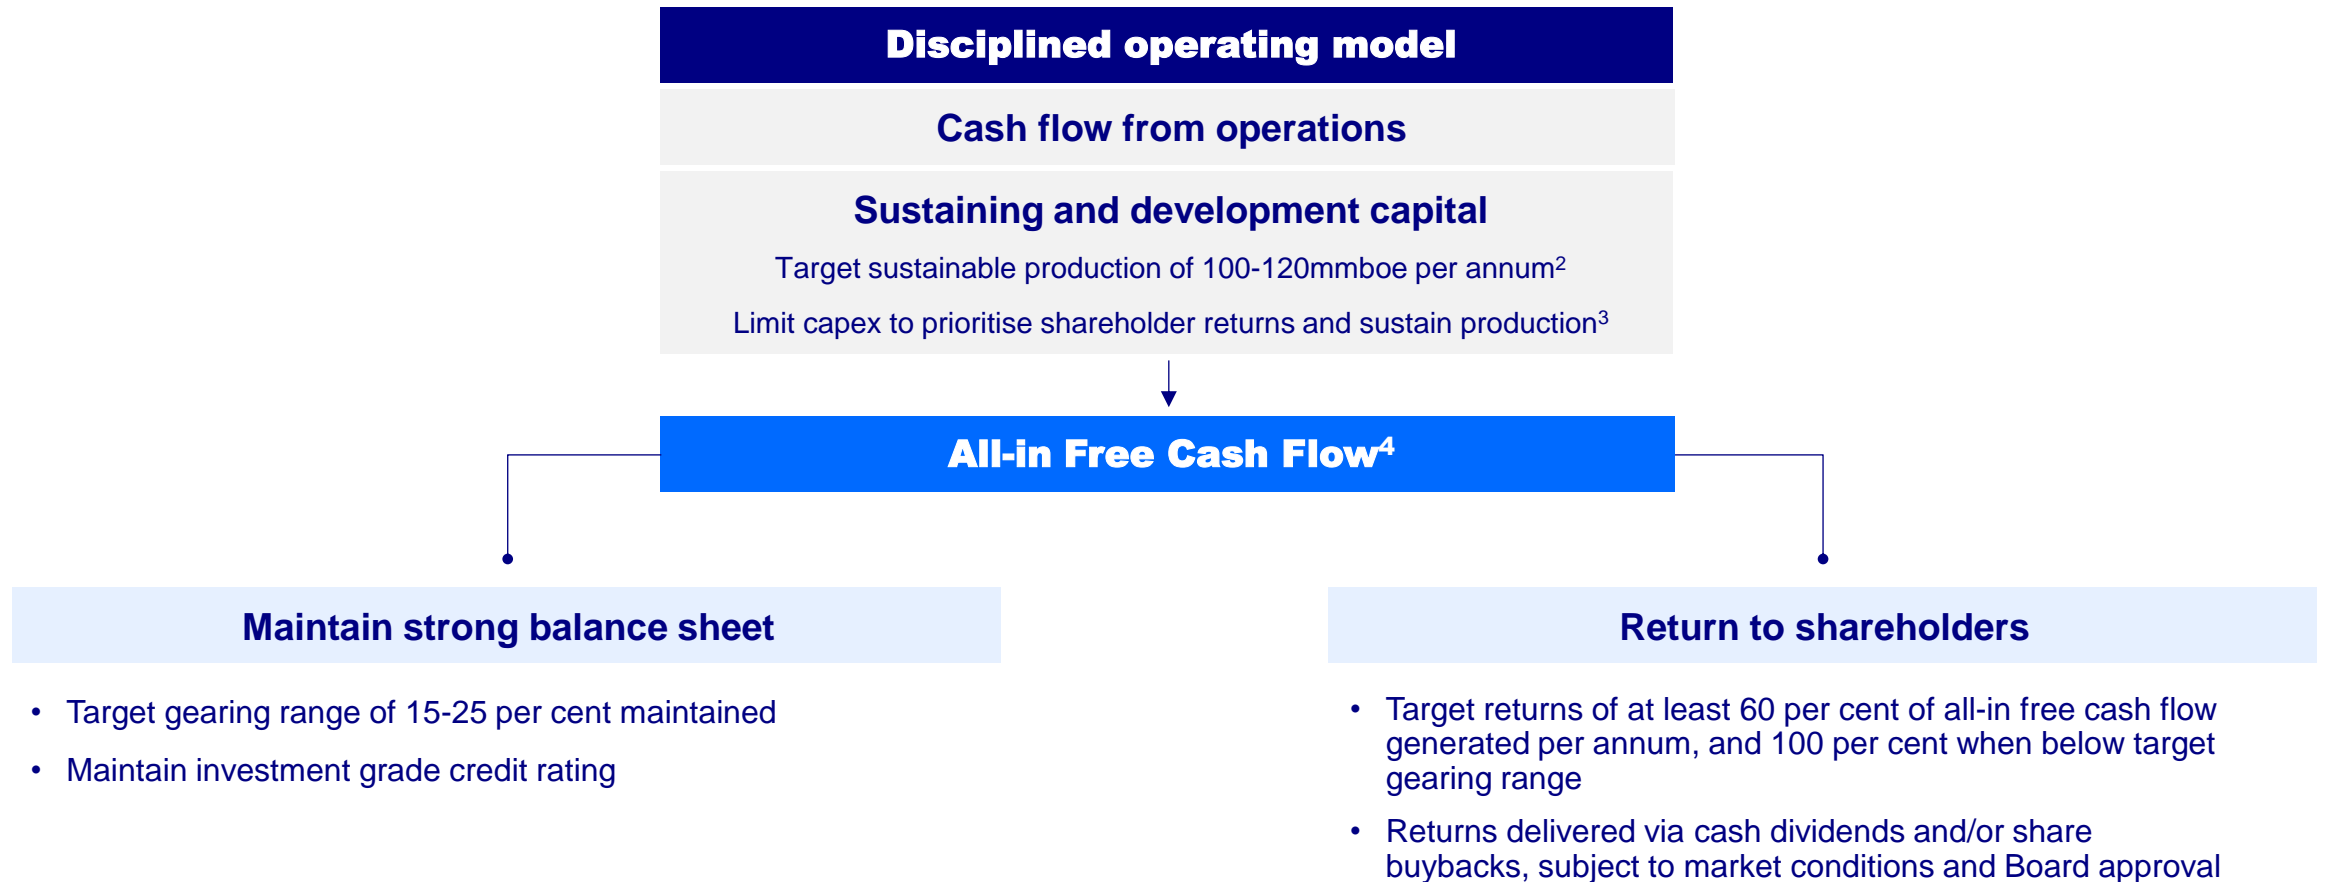 Disciplined operating model
Cash flow from operations
Sustaining and development capital
Target sustainable production of 100-120mmboe per annum²
Limit capex to prioritise shareholder returns and sustain production³
All-in Free Cash Flow⁴
Maintain strong balance sheet
• Target gearing range of 15-25 per cent maintained
• Maintain investment grade credit rating
Return to shareholders
• Target returns of at least 60 per cent of all-in free cash flow
generated per annum, and 100 per cent when below target
gearing range
• Returns delivered via cash dividends and/or share
buybacks, subject to market conditions and Board approval